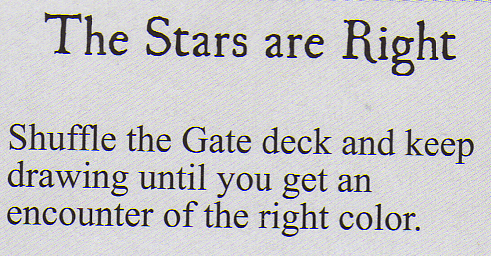 The Stars are Right
Shuffle the Gate deck and keep
drawing until you get an
encounter of the right color.